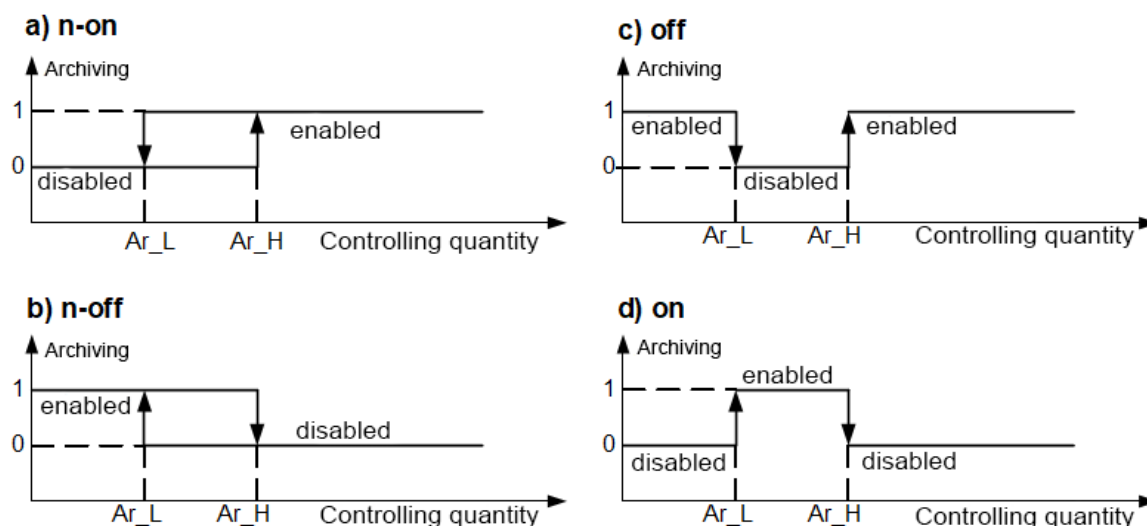 a) n-on
Archiving
1
enabled
0
disabled
Ar_L Ar_H Controlling quantity
c) off
Archiving
1
enabled enabled
0
disabled
Ar_L Ar_H Controlling quantity
b) n-off
Archiving
1
enabled
disabled
0
Ar_L Ar_H Controlling quantity
d) on
Archiving
enabled
1
0
disabled disabled
Ar_L Ar_H Controlling quantity